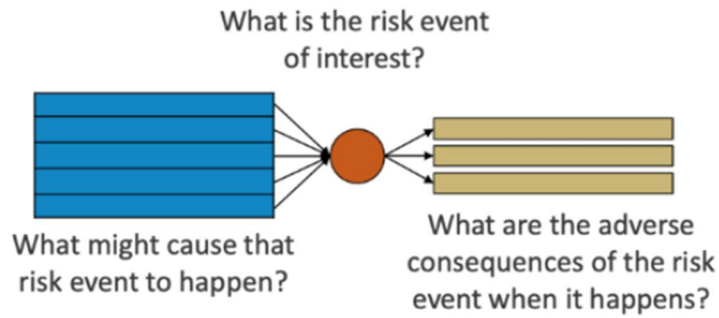 What is the risk event
of interest?
What might cause that
risk event to happen?
What are the adverse
consequences of the risk
event when it happens?